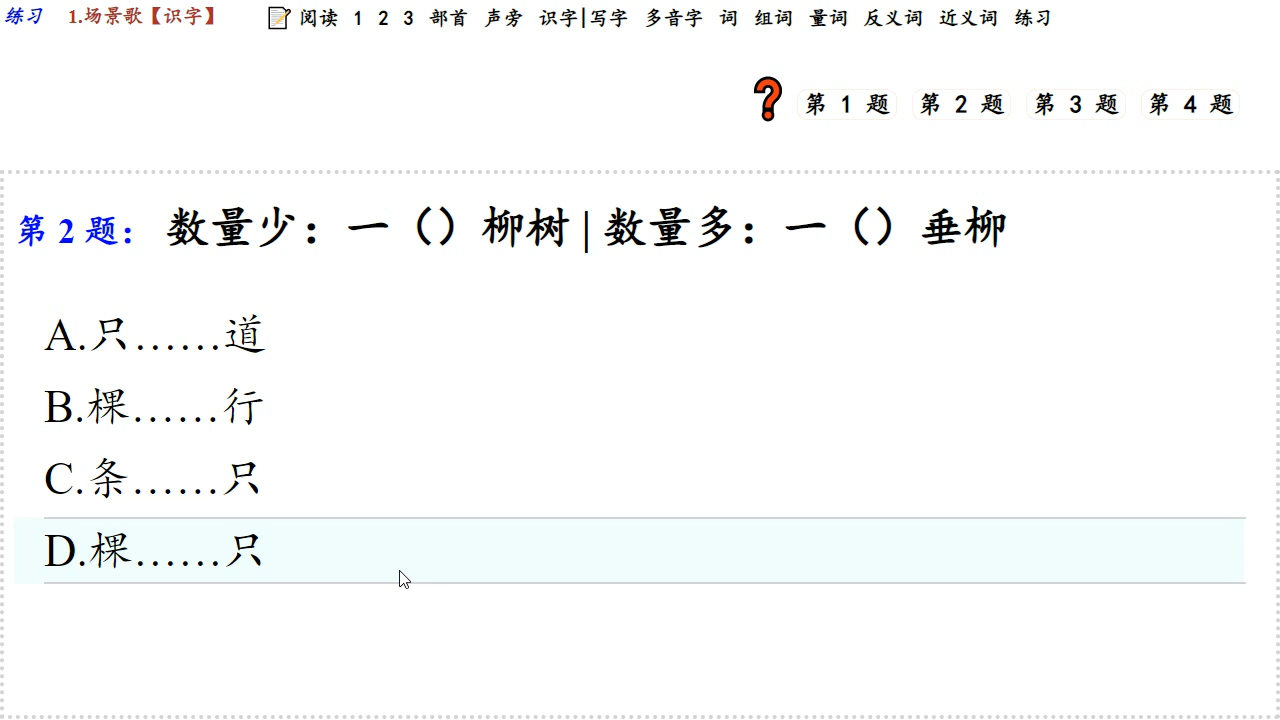 练习 1.场景歌【识字】 阅读 1 2 3 部首 声旁 识字|写字 多音字 词 组词 量词 反义词 近义词 练习
第 1 题 第 2 题 第 3 题 第 4 题
第 2 题： 数量少：一（）柳树|数量多：一（）垂柳
A.只……道
B.棵……行
C.条……只
D.棵……只